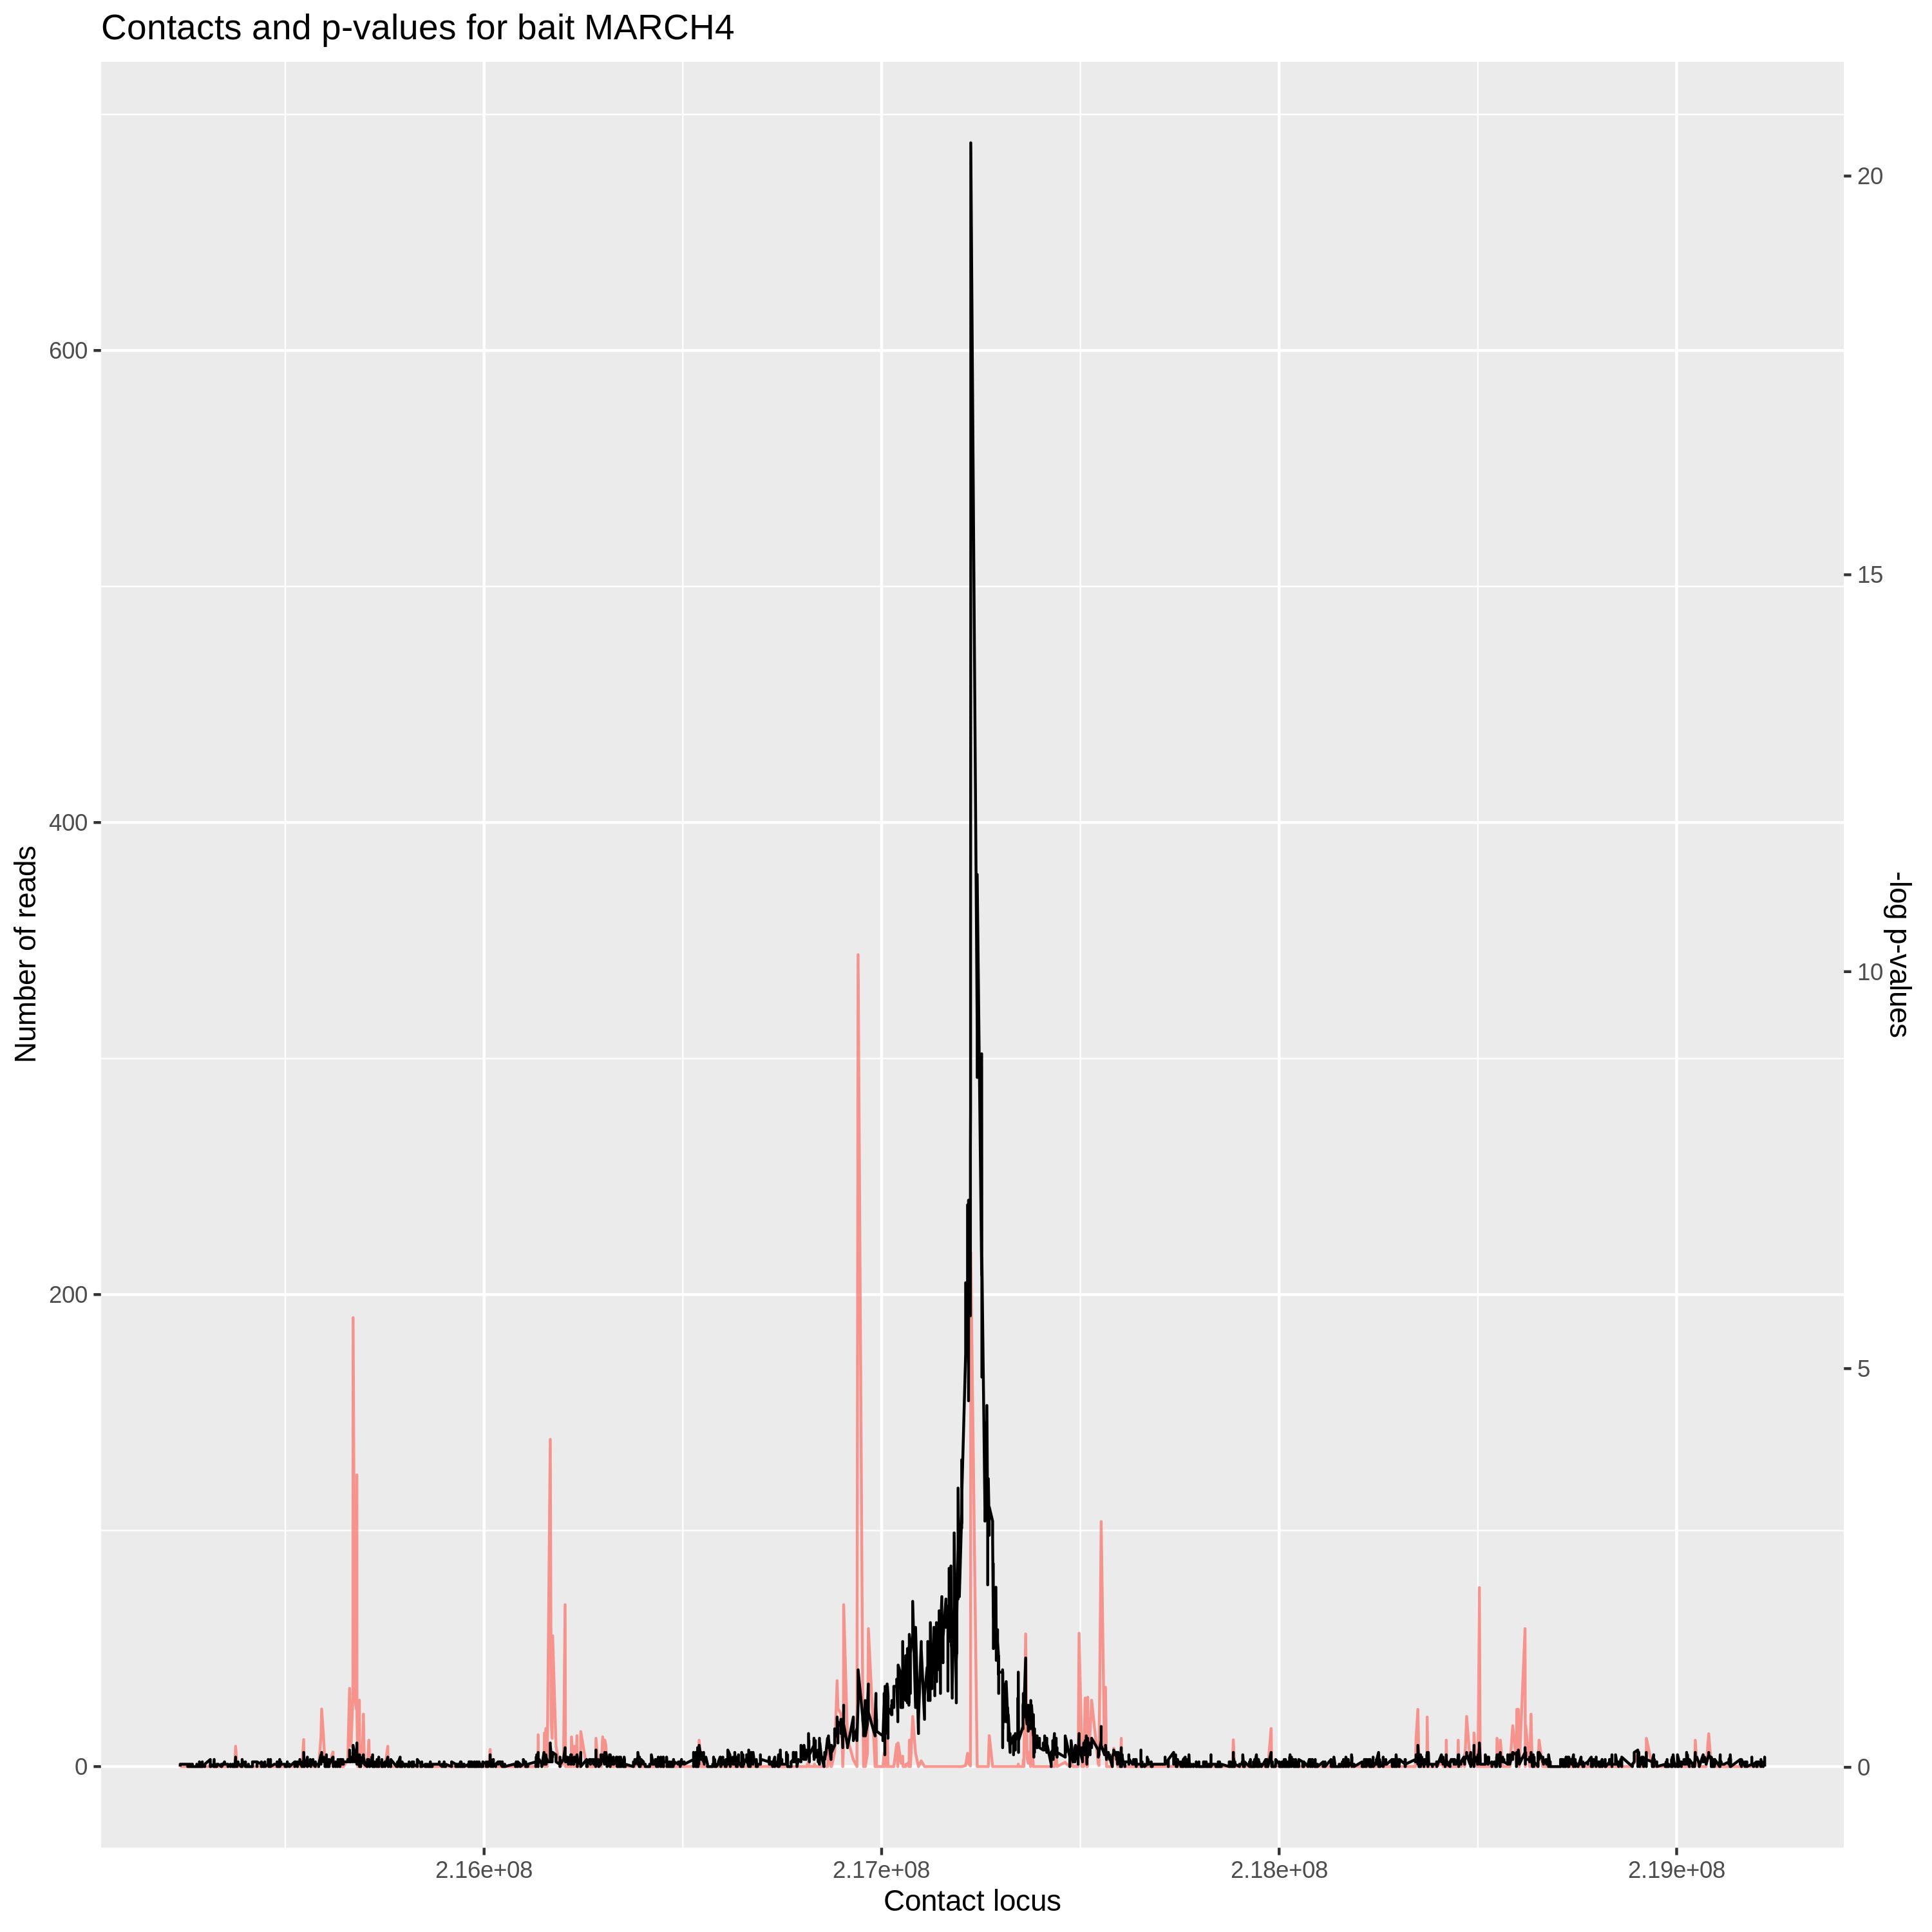 Contacts and p-values for bait MARCH4
Number of reads
600
400
200
0
20
15
10
5
0
-log p-values
2.16e+08
2.17e+08
2.18e+08
2.19e+08
Contact locus